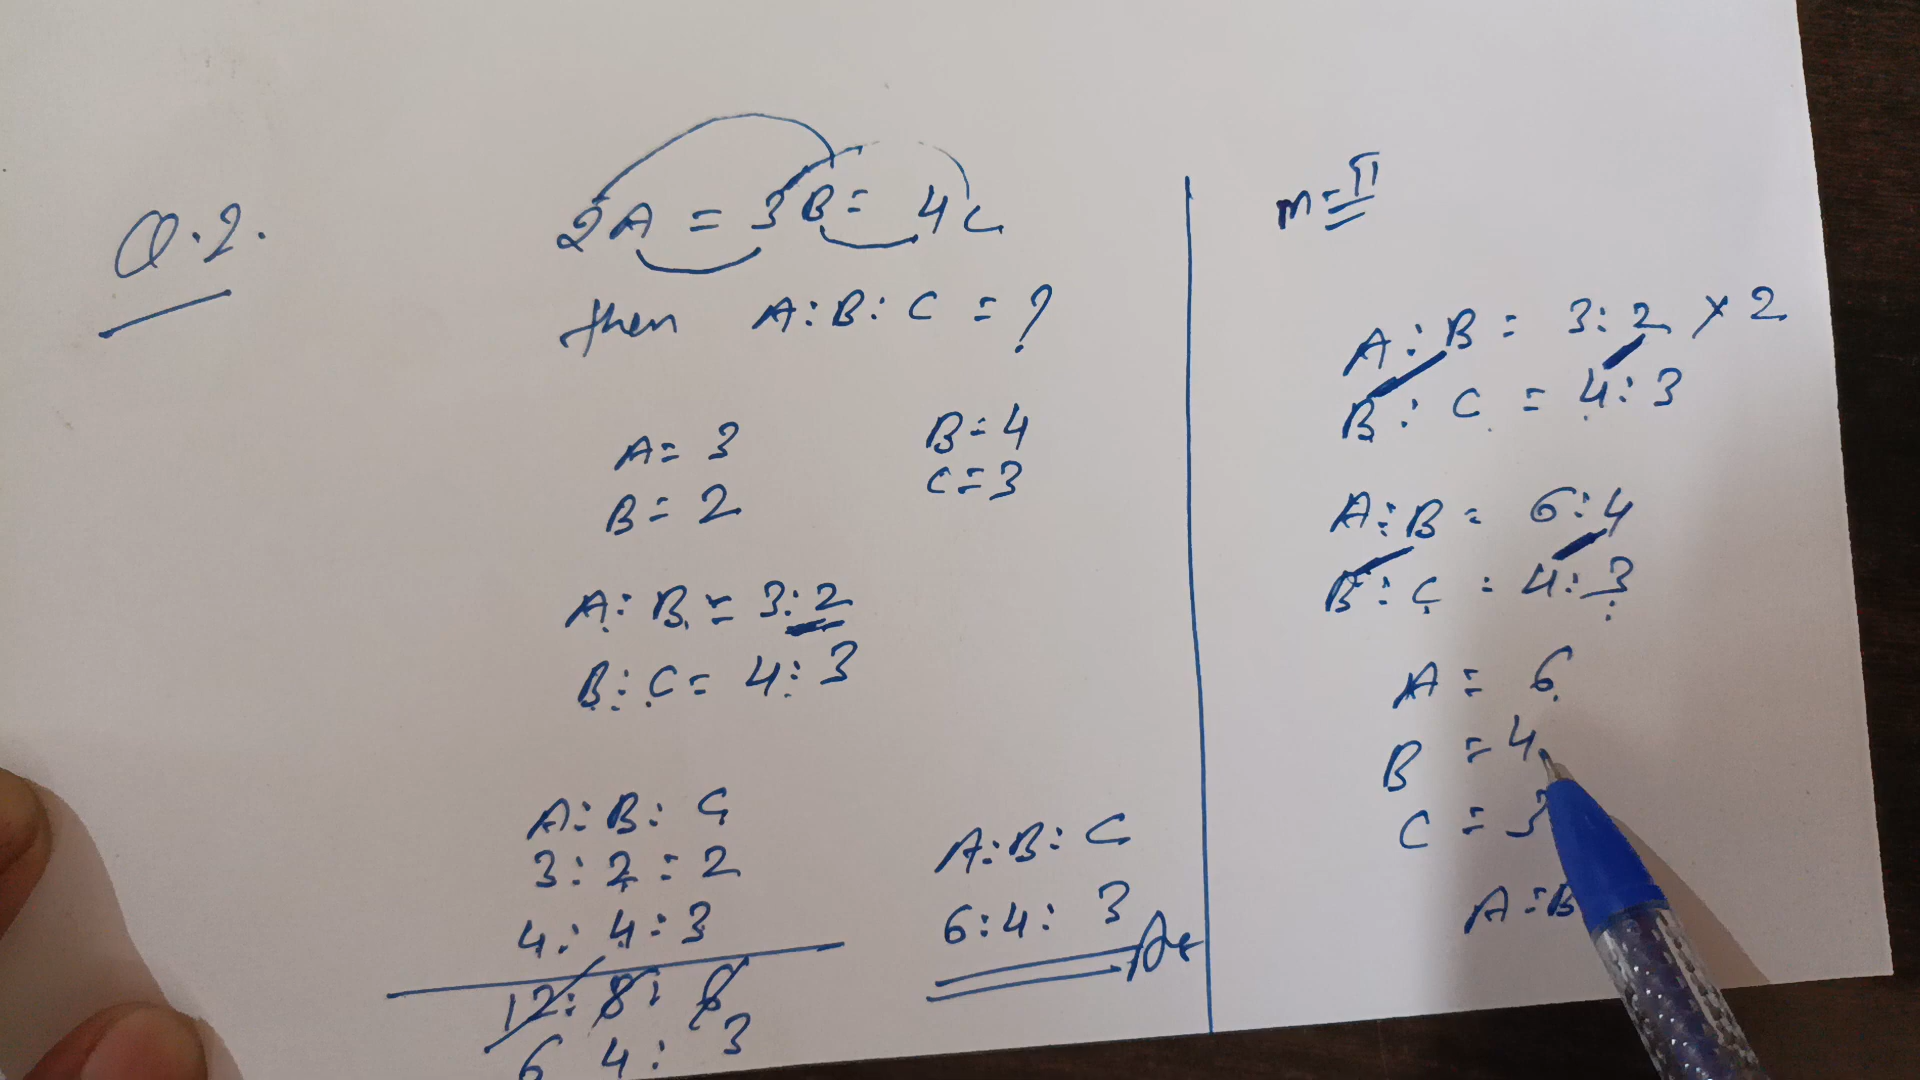 Q.2.
2A = 3B = 4C
then A:B:C = ?
A= 3
B= 2
B=4
C=3
A:B = 3:2
B:C= 4:3
A:B:C
3:2:2
4:4:3
12:8:6
6 4: 3
A:B:C
6:4:3
m=II
A:B = 3:2 × 2
B:C = 4:3
A:B = 6:4
B:C = 4:3
A = 6
B = 4
C = 3
A:B